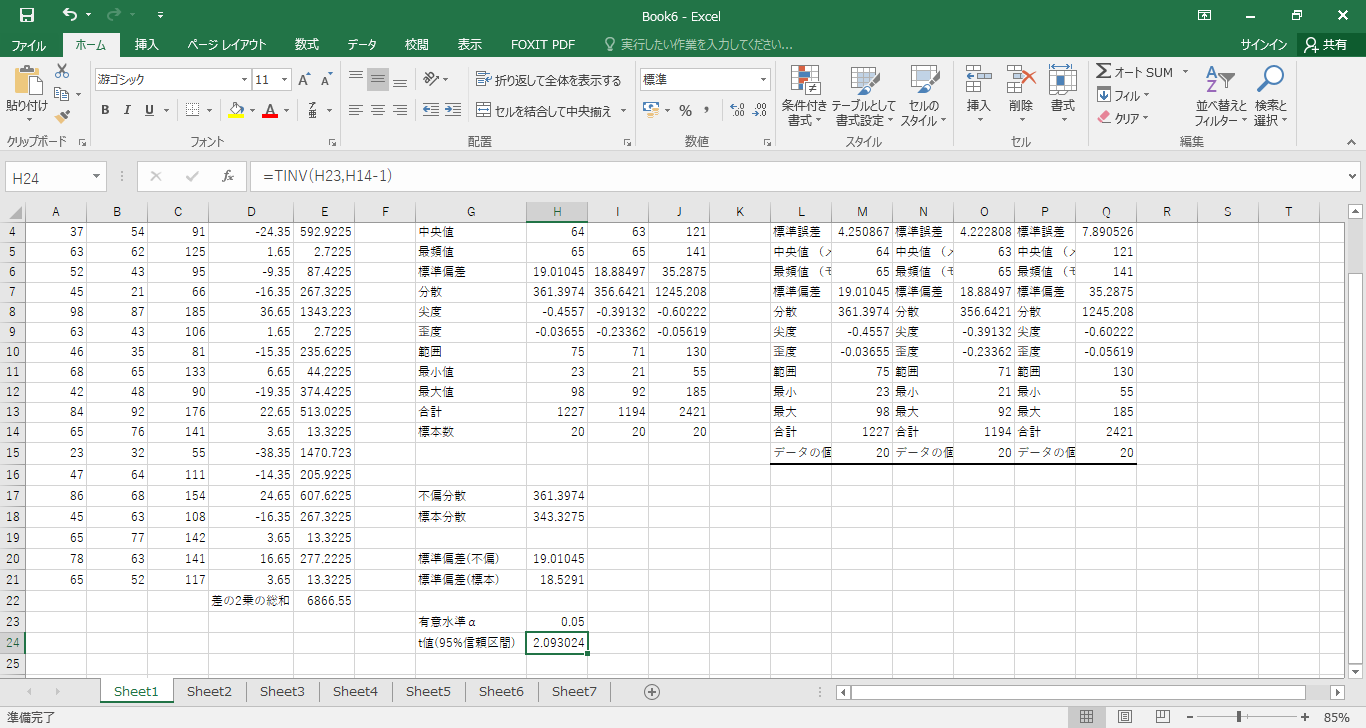 Book6 - Excel
ファイル ホーム 挿入 ページ レイアウト 数式 データ 校閲 表示 FOXIT PDF 実行したい作業を入力してください... サインイン 共有
貼り付け 游ゴシック 11 折り返して全体を表示する 標準 条件付き書式 テーブルとして書式設定 セルのスタイル 挿入 削除 書式 オート SUM 並べ替えとフィルター 検索と選択
B I U セルを結合して中央揃え % フィル クリア
クリップボード フォント 配置 数値 スタイル セル 編集
H24 fx =TINV(H23,H14-1)
A B C D E F G H I J K L M N O P Q R S T
4 37 54 91 -24.35 592.9225 中央値 64 63 121 標準誤差 4.250867 標準誤差 4.222808 標準誤差 7.890526
5 63 62 125 1.65 2.7225 最頻値 65 65 141 中央値 （メ 64 中央値 （メ 63 中央値 （メ 121
6 52 43 95 -9.35 87.4225 標準偏差 19.01045 18.88497 35.2875 最頻値 （モ 65 最頻値 （モ 65 最頻値 （モ 141
7 45 21 66 -16.35 267.3225 分散 361.3974 356.6421 1245.208 標準偏差 19.01045 標準偏差 18.88497 標準偏差 35.2875
8 98 87 185 36.65 1343.223 尖度 -0.4557 -0.39132 -0.60222 分散 361.3974 分散 356.6421 分散 1245.208
9 63 43 106 1.65 2.7225 歪度 -0.03655 -0.23362 -0.05619 尖度 -0.4557 尖度 -0.39132 尖度 -0.60222
10 46 35 81 -15.35 235.6225 範囲 75 71 130 歪度 -0.03655 歪度 -0.23362 歪度 -0.05619
11 68 65 133 6.65 44.2225 最小値 23 21 55 範囲 75 範囲 71 範囲 130
12 42 48 90 -19.35 374.4225 最大値 98 92 185 最小 23 最小 21 最小 55
13 84 92 176 22.65 513.0225 合計 1227 1194 2421 最大 98 最大 92 最大 185
14 65 76 141 3.65 13.3225 標本数 20 20 20 合計 1227 合計 1194 合計 2421
15 23 32 55 -38.35 1470.723 データの個 20 データの個 20 データの個 20
16 47 64 111 -14.35 205.9225
17 86 68 154 24.65 607.6225 不偏分散 361.3974
18 45 63 108 -16.35 267.3225 標本分散 343.3275
19 65 77 142 3.65 13.3225
20 78 63 141 16.65 277.2225 標準偏差(不偏) 19.01045
21 65 52 117 3.65 13.3225 標準偏差(標本) 18.5291
22 差の2乗の総和 6866.55
23 有意水準α 0.05
24 t値(95%信頼区間) 2.093024
25
Sheet1 Sheet2 Sheet3 Sheet4 Sheet5 Sheet6 Sheet7
準備完了 85%